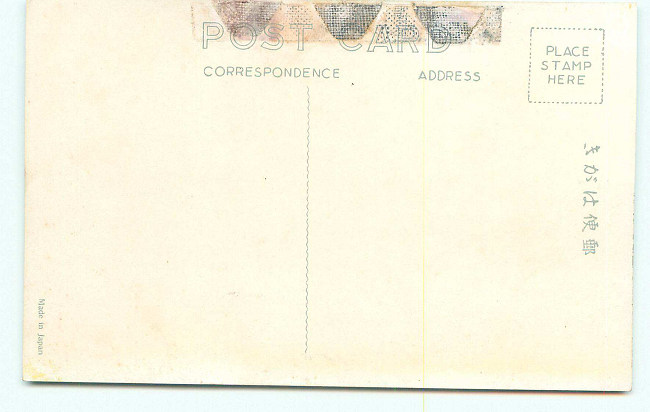 POST CARD
CORRESPONDENCE
ADDRESS
PLACE
STAMP
HERE
きがは便郵
Made in Japan